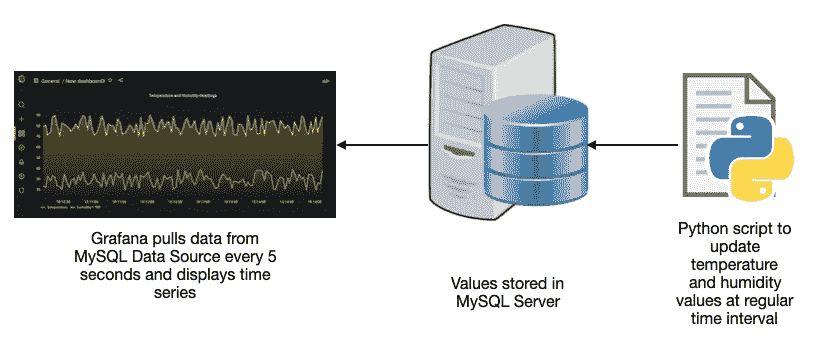 General / New dashboard
Temperature and Humidity Readings
Grafana pulls data from
MySQL Data Source every 5
seconds and displays time
series
Values stored in
MySQL Server
Python script to
update
temperature
and humidity
values at regular
time interval